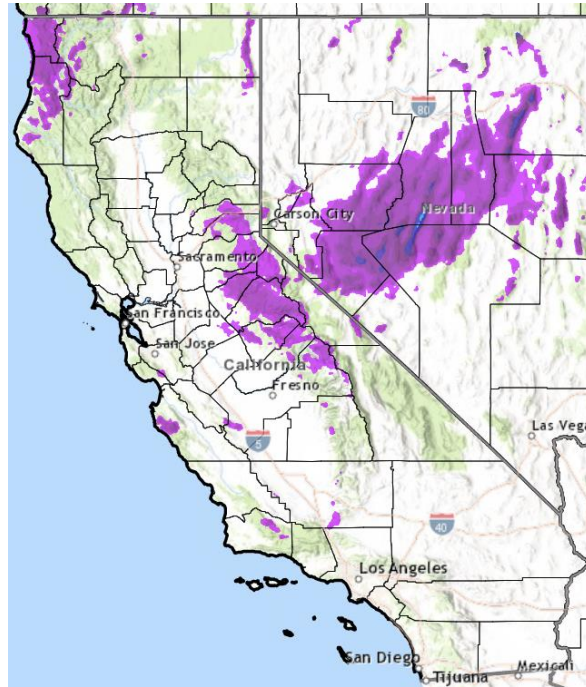 80
Nevada
Carson City
Sacramento
San Francisco
San Jose
California
Fresno
Las Vega
5
40
Los Angeles
San Diego
Tijuana
Mexicali